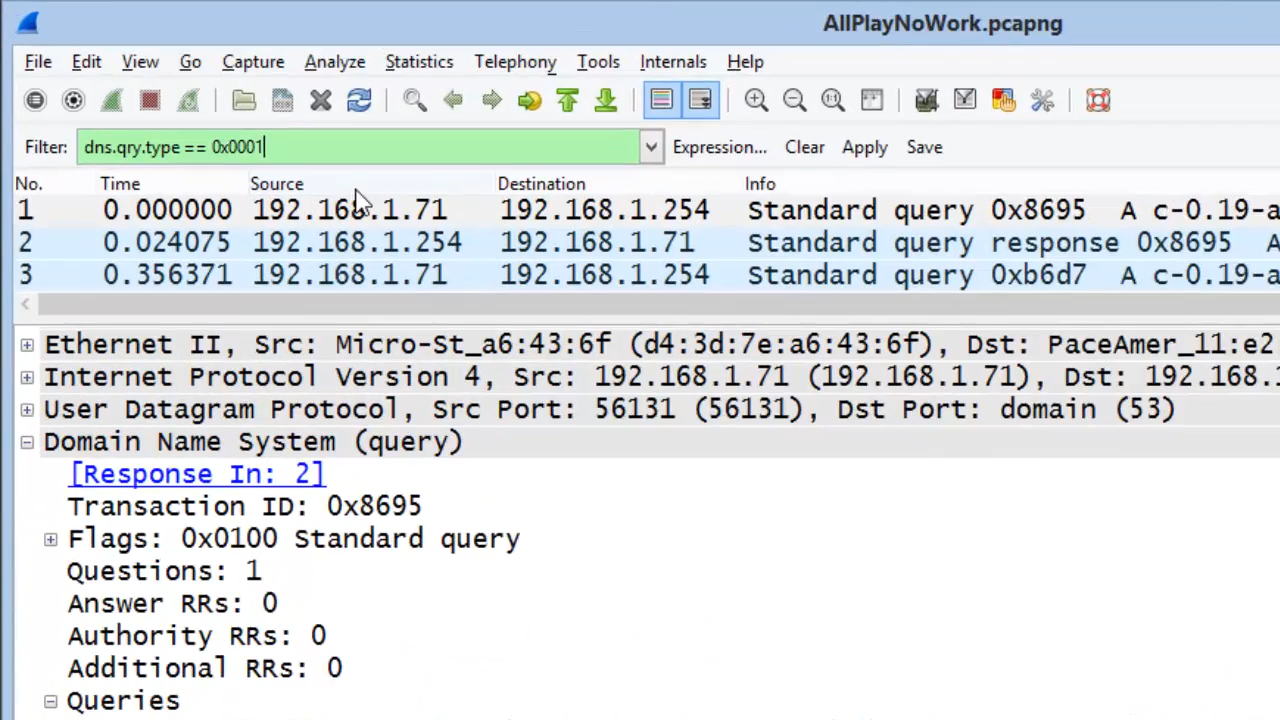 AllPlayNoWork.pcapng
File Edit View Go Capture Analyze Statistics Telephony Tools Internals Help
Filter: dns.qry.type == 0x0001 Expression... Clear Apply Save
No. Time Source Destination Info
1 0.000000 192.168.1.71 192.168.1.254 Standard query 0x8695 A c-0.19-a
2 0.024075 192.168.1.254 192.168.1.71 Standard query response 0x8695 A
3 0.356371 192.168.1.71 192.168.1.254 Standard query 0xb6d7 A c-0.19-a
Ethernet II, Src: Micro-St_a6:43:6f (d4:3d:7e:a6:43:6f), Dst: PaceAmer_11:e2
Internet Protocol Version 4, Src: 192.168.1.71 (192.168.1.71), Dst: 192.168.1
User Datagram Protocol, Src Port: 56131 (56131), Dst Port: domain (53)
Domain Name System (query)
[Response In: 2]
Transaction ID: 0x8695
Flags: 0x0100 Standard query
Questions: 1
Answer RRs: 0
Authority RRs: 0
Additional RRs: 0
Queries